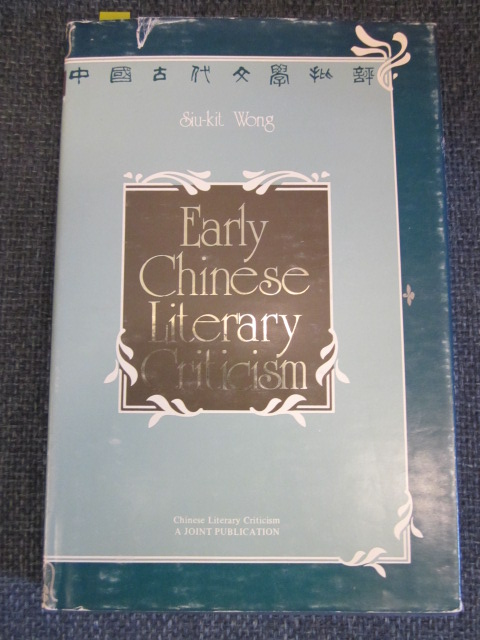 中國古代文學批評
Siu-kit Wong
Early
Chinese
Literary
Criticism
Chinese Literary Criticism
A JOINT PUBLICATION